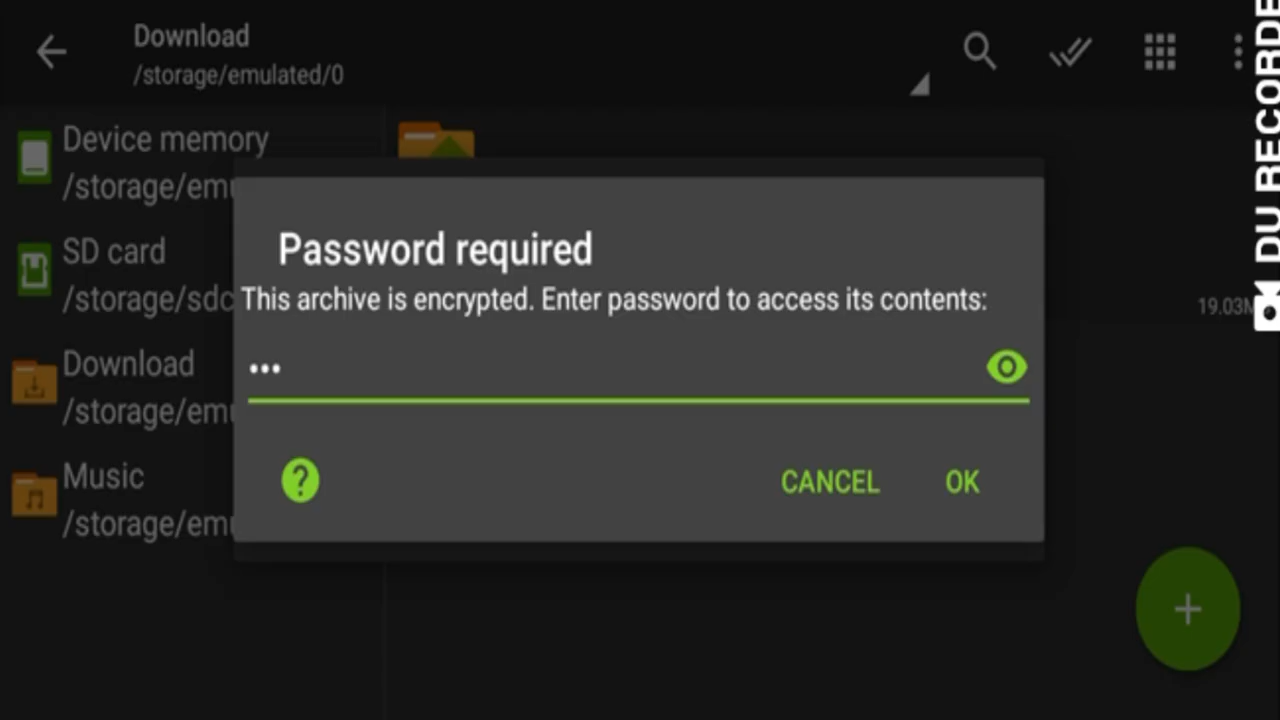 Download
/storage/emulated/0
Device memory
/storage/emu
SD card
/storage/sdc
Download
/storage/emu
Music
/storage/emu
Password required
This archive is encrypted. Enter password to access its contents:
•••
?
CANCEL
OK
19.03M
+
DU RECORDE